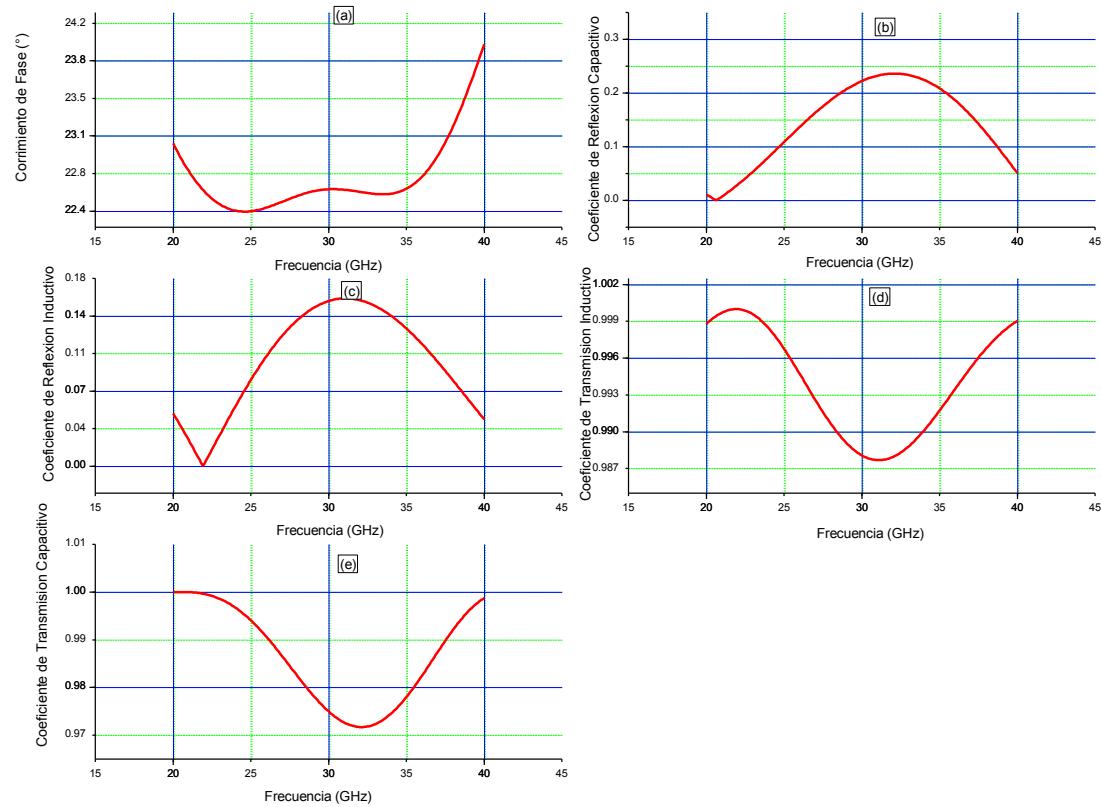 (a)
Corrimiento de Fase (°)
24.2
23.8
23.5
23.1
22.8
22.4
15 20 25 30 35 40 45
Frecuencia (GHz)
(b)
Coeficiente de Reflexion Capacitivo
0.3
0.2
0.1
0.0
15 20 25 30 35 40 45
Frecuencia (GHz)
(c)
Coeficiente de Reflexion Inductivo
0.18
0.14
0.11
0.07
0.04
0.00
15 20 25 30 35 40 45
Frecuencia (GHz)
(d)
Coeficiente de Transmision Inductivo
1.002
0.999
0.996
0.993
0.990
0.987
15 20 25 30 35 40 45
Frecuencia (GHz)
(e)
Coeficiente de Transmision Capacitivo
1.01
1.00
0.99
0.98
0.97
15 20 25 30 35 40 45
Frecuencia (GHz)